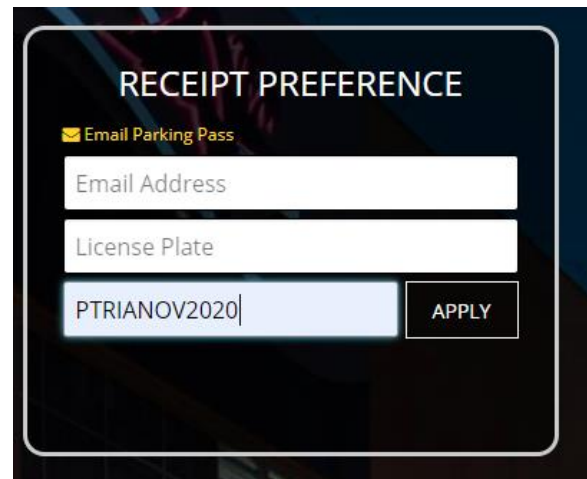 RECEIPT PREFERENCE
Email Parking Pass
Email Address
License Plate
PTRIANOV2020
APPLY